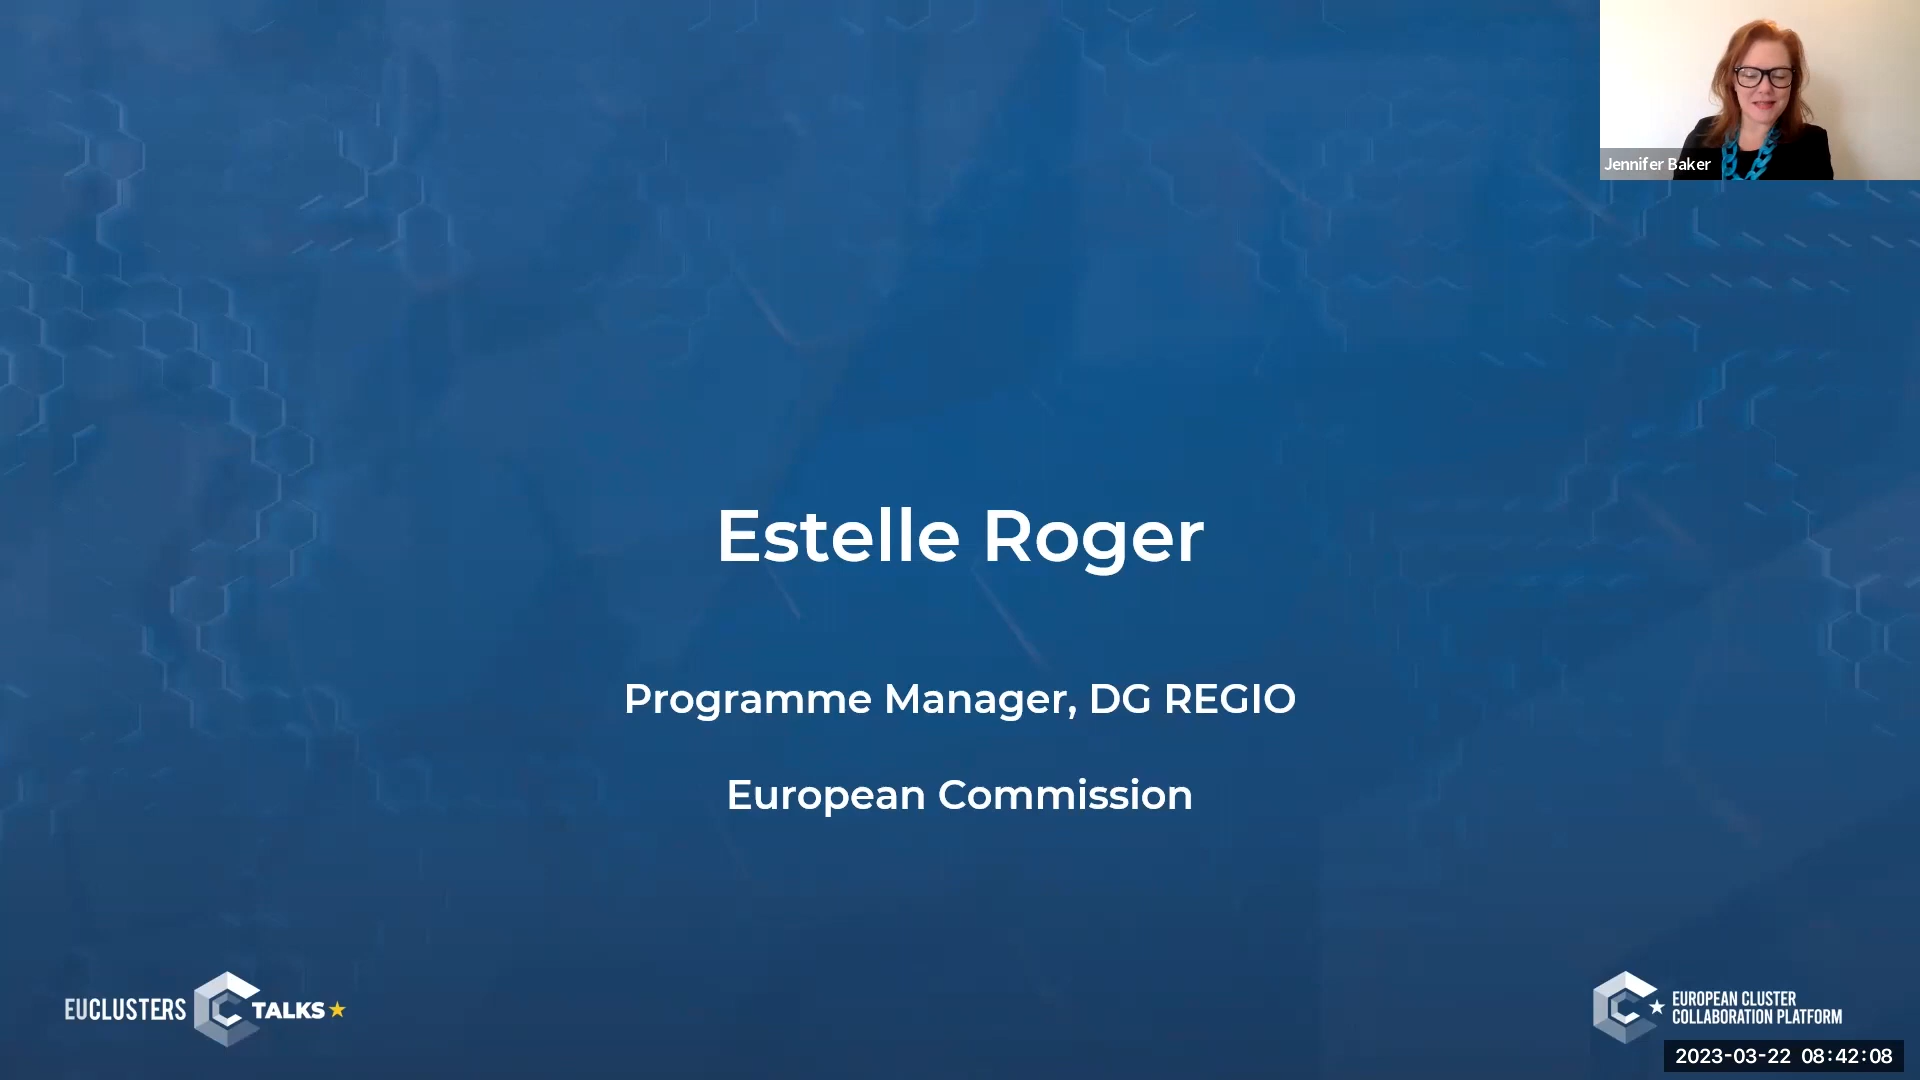 Jennifer Baker
Estelle Roger
Programme Manager, DG REGIO
European Commission
EUCLUSTERS TALKS
EUROPEAN CLUSTER
COLLABORATION PLATFORM
2023-03-22 08:42:08